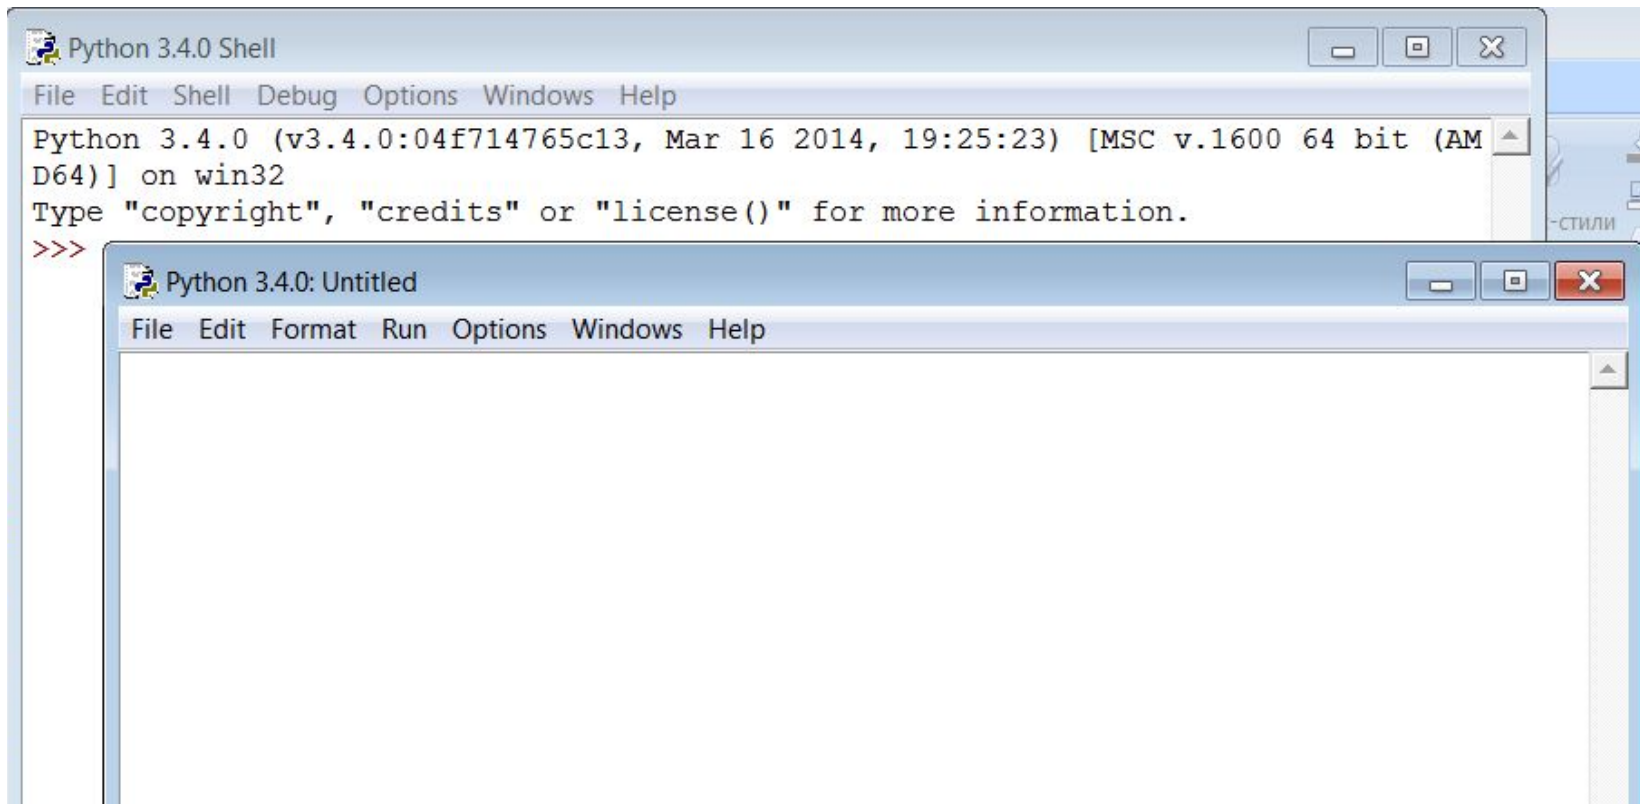 Python 3.4.0 Shell
File Edit Shell Debug Options Windows Help
Python 3.4.0 (v3.4.0:04f714765c13, Mar 16 2014, 19:25:23) [MSC v.1600 64 bit (AM
D64)] on win32
Type "copyright", "credits" or "license()" for more information.
>>>
-стили
Python 3.4.0: Untitled
File Edit Format Run Options Windows Help